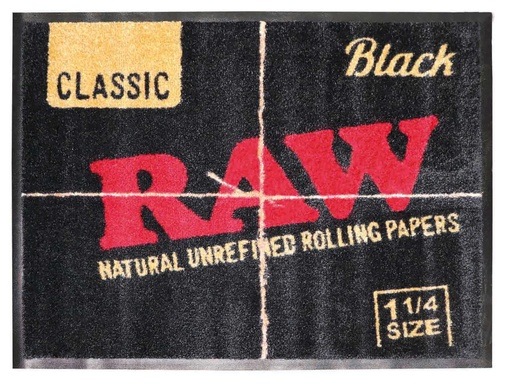 CLASSIC
Black
RAW
NATURAL UNREFINED ROLLING PAPERS
1 1/4
SIZE